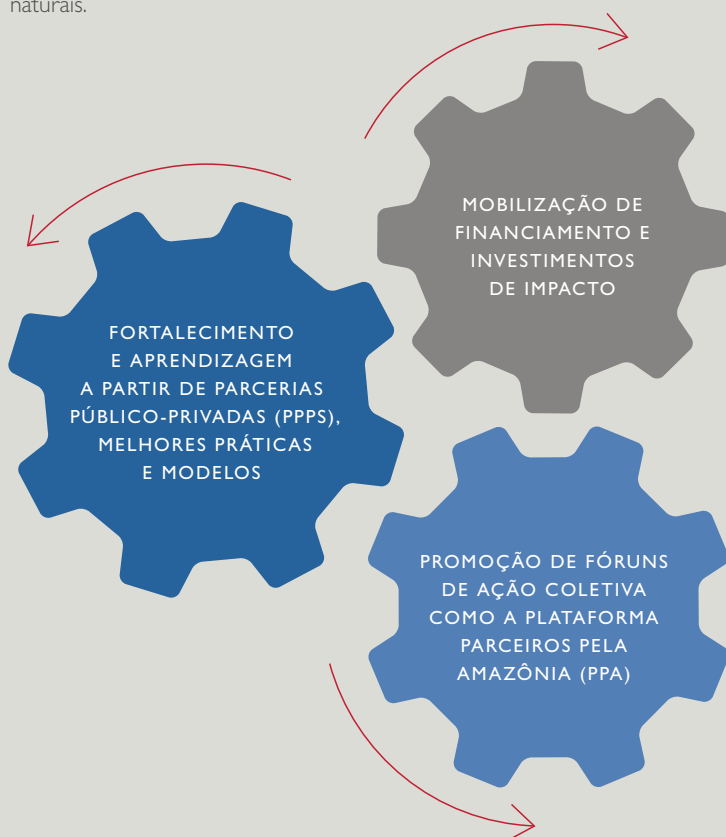 naturais.
MOBILIZAÇÃO DE
FINANCIAMENTO E
INVESTIMENTOS
DE IMPACTO
FORTALECIMENTO
E APRENDIZAGEM
A PARTIR DE PARCERIAS
PÚBLICO-PRIVADAS (PPPS),
MELHORES PRÁTICAS
E MODELOS
PROMOÇÃO DE FÓRUNS
DE AÇÃO COLETIVA
COMO A PLATAFORMA
PARCEIROS PELA
AMAZÔNIA (PPA)